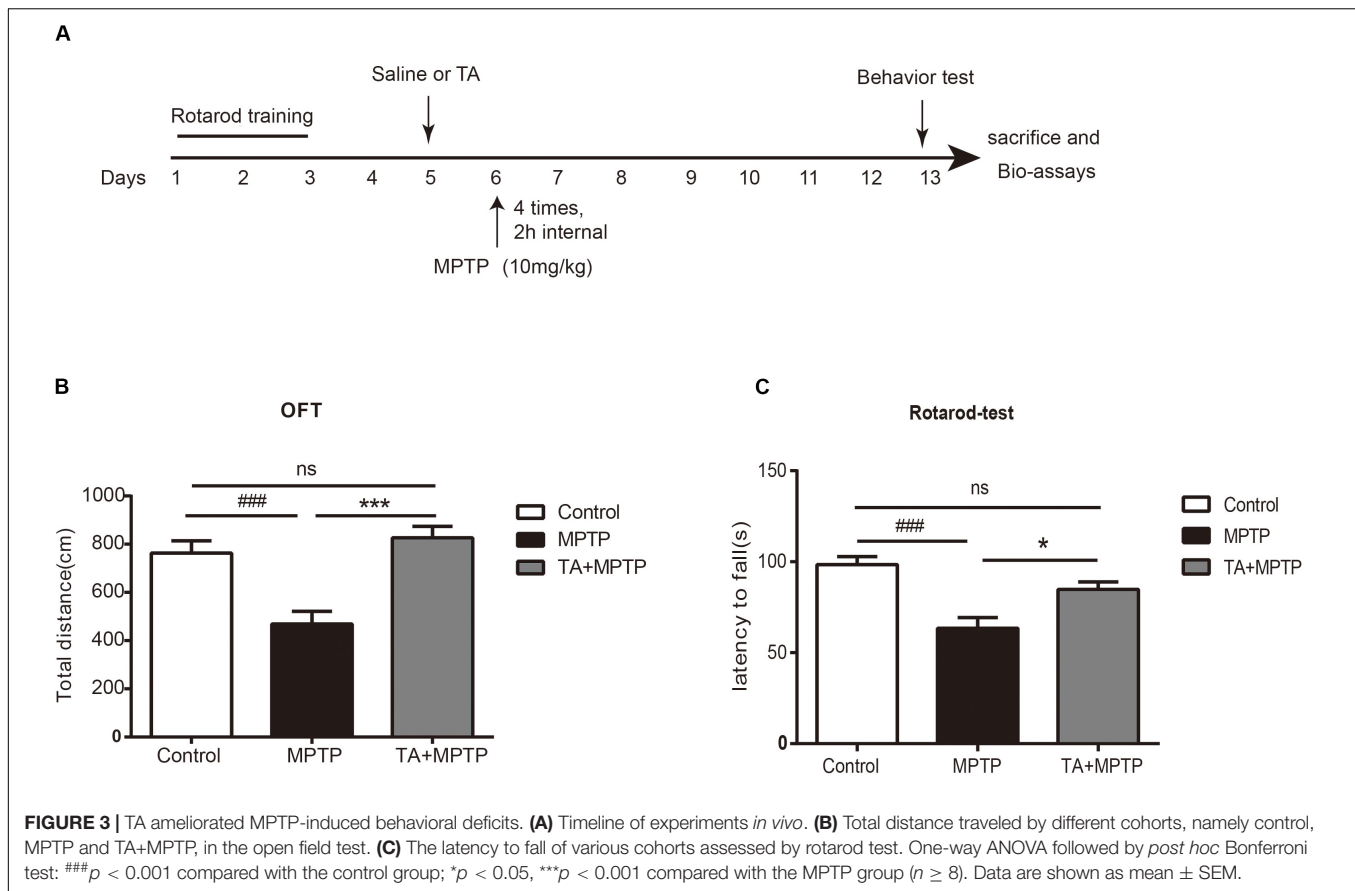 A
Saline or TA
Behavior test
Rotarod training
sacrifice and
Bio-assays
Days 1 2 3 4 5 6 7 8 9 10 11 12 13
4 times,
2h internal
MPTP (10mg/kg)
B
OFT
ns
### ***
1000
800
600
400
200
0
Total distance(cm)
Control MPTP TA+MPTP
Control
MPTP
TA+MPTP
C
Rotarod-test
ns
### *
150
100
50
0
latency to fall(s)
Control MPTP TA+MPTP
Control
MPTP
TA+MPTP
FIGURE 3 | TA ameliorated MPTP-induced behavioral deficits. (A) Timeline of experiments in vivo. (B) Total distance traveled by different cohorts, namely control,
MPTP and TA+MPTP, in the open field test. (C) The latency to fall of various cohorts assessed by rotarod test. One-way ANOVA followed by post hoc Bonferroni
test: ###p < 0.001 compared with the control group; *p < 0.05, ***p < 0.001 compared with the MPTP group (n ≥ 8). Data are shown as mean ± SEM.